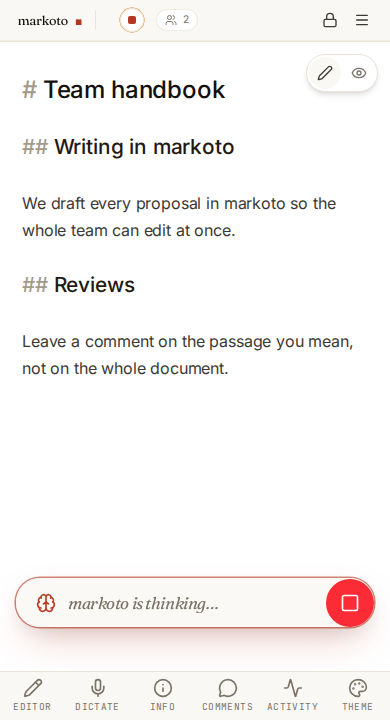 markoto
2
# Team handbook
## Writing in markoto
We draft every proposal in markoto so the
whole team can edit at once.
## Reviews
Leave a comment on the passage you mean,
not on the whole document.
markoto is thinking...
EDITOR DICTATE INFO COMMENTS ACTIVITY THEME